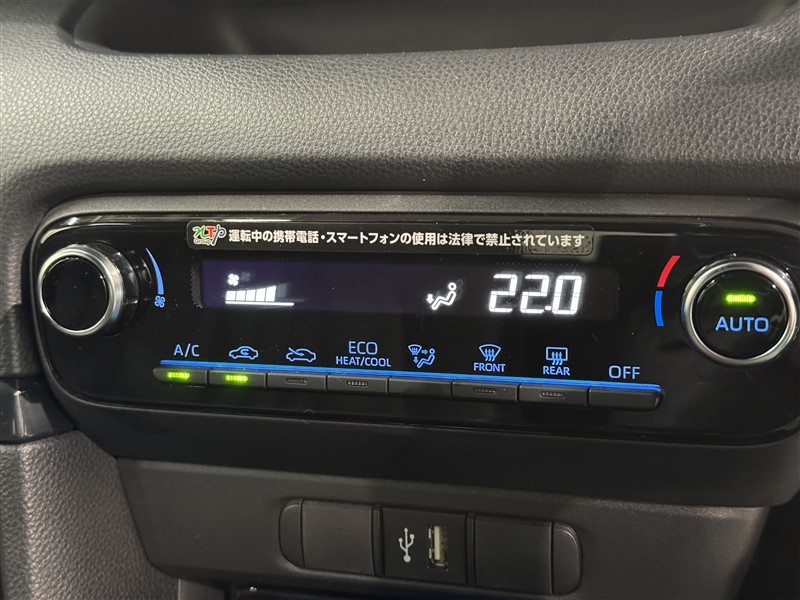 運転中の携帯電話・スマートフォンの使用は法律で禁止されています
22.0
AUTO
A/C
ECO
HEAT/COOL
FRONT
REAR
OFF